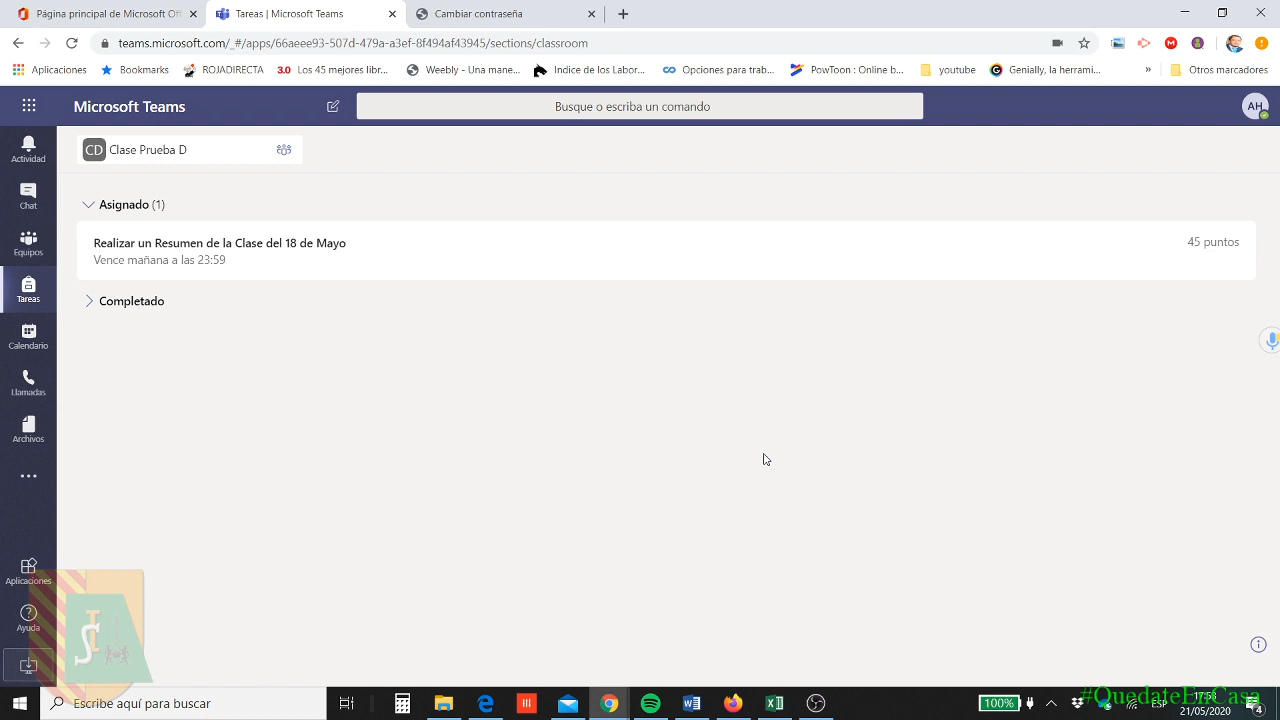 Página principal de Microsoft Off
Tareas | Microsoft Teams
Cambiar contraseña
teams.microsoft.com/_#/apps/66aeee93-507d-479a-a3ef-8f494af43945/sections/classroom
Aplicaciones
Bookmarks
ROJADIRECTA
3.0 Los 45 mejores libr...
Weebly - Una mane...
Indice de los Labor...
Opciones para trab...
PowToon : Online b...
youtube
G Genially, la herrami...
»
Otros marcadores
Microsoft Teams
Busque o escriba un comando
AH
Actividad
Chat
Equipos
Tareas
Calendario
Llamadas
Archivos
Aplicaciones
Ayuda
CD Clase Prueba D
Asignado (1)
Realizar un Resumen de la Clase del 18 de Mayo
45 puntos
Vence mañana a las 23:59
Completado
Escribe aquí para buscar
100%
ESP
17:58
21/05/2020
4
#QuedateEnCasa